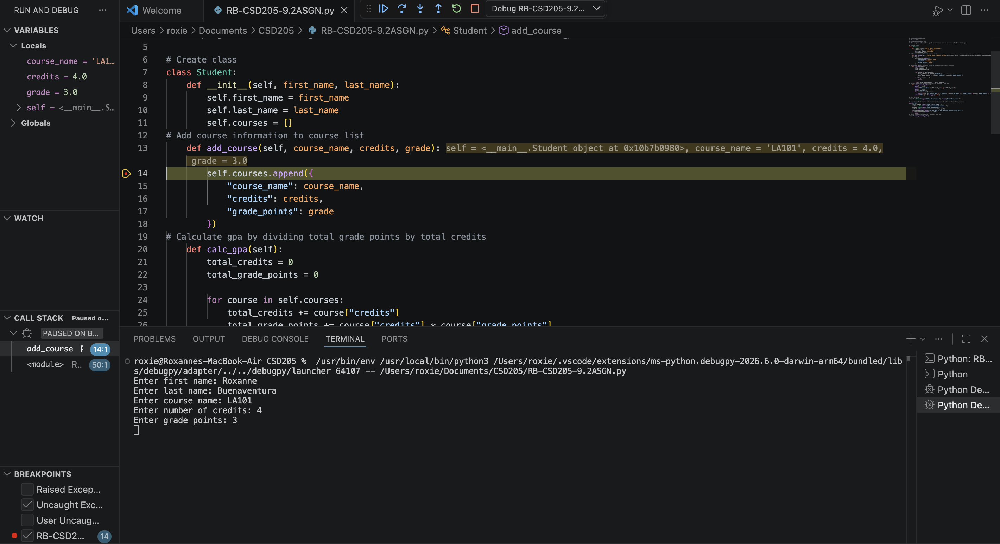 RUN AND DEBUG
VARIABLES
Locals
course_name = 'LA1...
credits = 4.0
grade = 3.0
self = <__main__.S...
Globals
WATCH
CALL STACK Paused o...
PAUSED ON B...
add_course 14:1
<module> R.. 50:1
BREAKPOINTS
Raised Excep...
Uncaught Exc...
User Uncaug...
RB-CSD2... 14
Welcome
RB-CSD205-9.2ASGN.py
Debug RB-CSD205-9.2...
Users > roxie > Documents > CSD205 > RB-CSD205-9.2ASGN.py > Student > add_course
5
6 # Create class
7 class Student:
8     def __init__(self, first_name, last_name):
9         self.first_name = first_name
10         self.last_name = last_name
11         self.courses = []
12 # Add course information to course list
13     def add_course(self, course_name, credits, grade): self = <__main__.Student object at 0x10b7b0980>, course_name = 'LA101', credits = 4.0,
grade = 3.0
14         self.courses.append({
15             "course_name": course_name,
16             "credits": credits,
17             "grade_points": grade
18         })
19 # Calculate gpa by dividing total grade points by total credits
20     def calc_gpa(self):
21         total_credits = 0
22         total_grade_points = 0
23
24         for course in self.courses:
25             total_credits += course["credits"]
26             total_grade_points += course["credits"] * course["grade_points"]
PROBLEMS OUTPUT DEBUG CONSOLE TERMINAL PORTS
roxie@Roxannes-MacBook-Air CSD205 %  /usr/bin/env /usr/local/bin/python3 /Users/roxie/.vscode/extensions/ms-python.debugpy-2026.6.0-darwin-arm64/bundled/lib
s/debugpy/adapter/../../debugpy/launcher 64107 -- /Users/roxie/Documents/CSD205/RB-CSD205-9.2ASGN.py
Enter first name: Roxanne
Enter last name: Buenaventura
Enter course name: LA101
Enter number of credits: 4
Enter grade points: 3
Python: RB...
Python
Python De...
Python De...